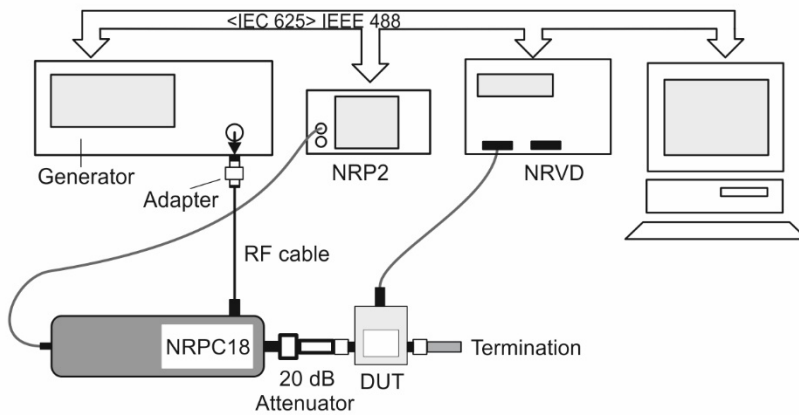 <IEC 625> IEEE 488
Generator
Adapter
NRP2
NRVD
RF cable
NRPC18
20 dB
Attenuator
DUT
Termination